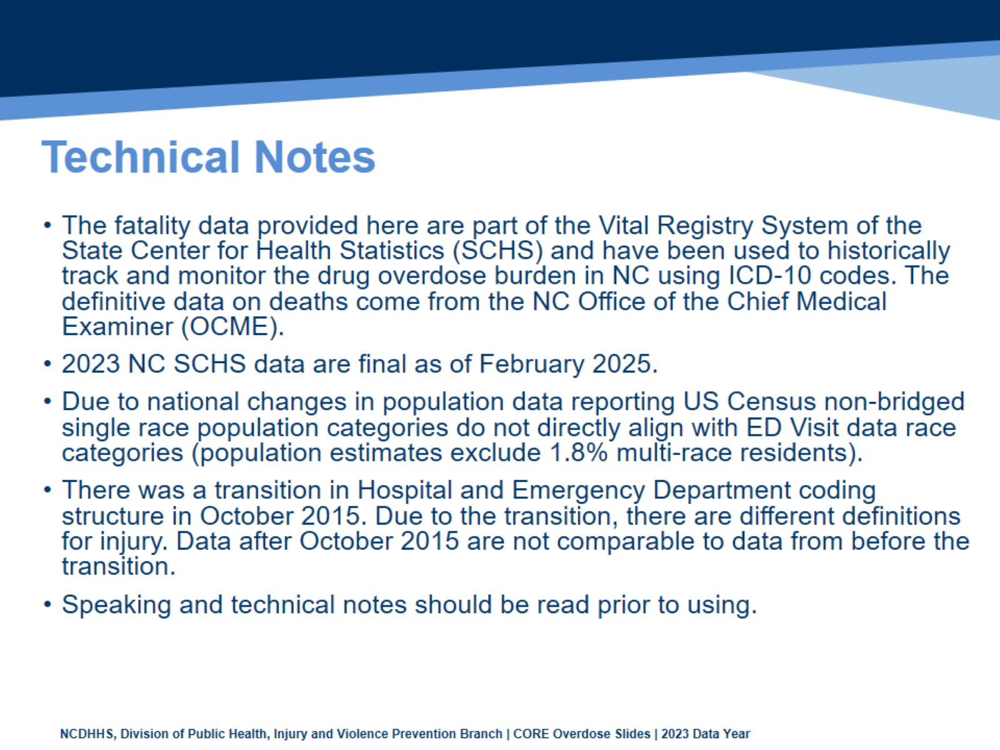 Technical Notes
• The fatality data provided here are part of the Vital Registry System of the
State Center for Health Statistics (SCHS) and have been used to historically
track and monitor the drug overdose burden in NC using ICD-10 codes. The
definitive data on deaths come from the NC Office of the Chief Medical
Examiner (OCME).
• 2023 NC SCHS data are final as of February 2025.
• Due to national changes in population data reporting US Census non-bridged
single race population categories do not directly align with ED Visit data race
categories (population estimates exclude 1.8% multi-race residents).
• There was a transition in Hospital and Emergency Department coding
structure in October 2015. Due to the transition, there are different definitions
for injury. Data after October 2015 are not comparable to data from before the
transition.
• Speaking and technical notes should be read prior to using.
NCDHHS, Division of Public Health, Injury and Violence Prevention Branch | CORE Overdose Slides | 2023 Data Year